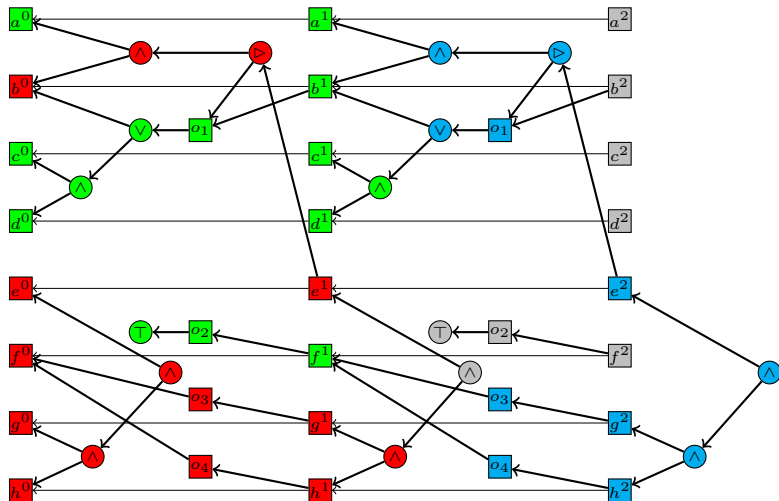 a⁰ a¹ a²
∧ ▷ ∧ ▷
b⁰ b¹ b²
∨ o₁ ∨ o₁
c⁰ c¹ c²
∧ ∧
d⁰ d¹ d²
e⁰ e¹ e²
⊤ o₂ ⊤ o₂
f⁰ f¹ f²
∧ ∧ ∧
o₃ o₃
g⁰ g¹ g²
∧ ∧ ∧
o₄ o₄
h⁰ h¹ h²